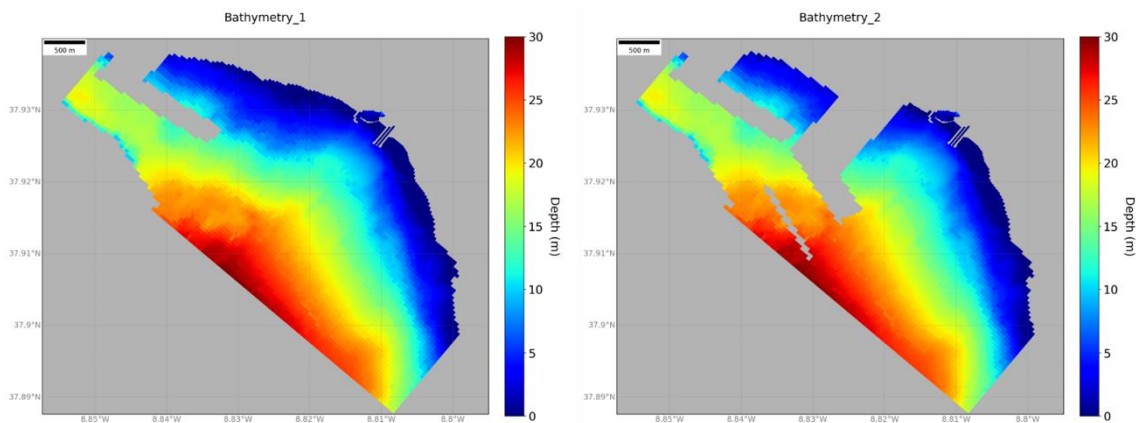 Bathymetry_1
500 m
37.93°N
37.92°N
37.91°N
37.9°N
37.89°N
8.85°W
8.84°W
8.83°W
8.82°W
8.81°W
8.8°W
30
25
20
15
10
5
0
Depth (m)
Bathymetry_2
500 m
37.93°N
37.92°N
37.91°N
37.9°N
37.89°N
8.85°W
8.84°W
8.83°W
8.82°W
8.81°W
8.8°W
30
25
20
15
10
5
0
Depth (m)